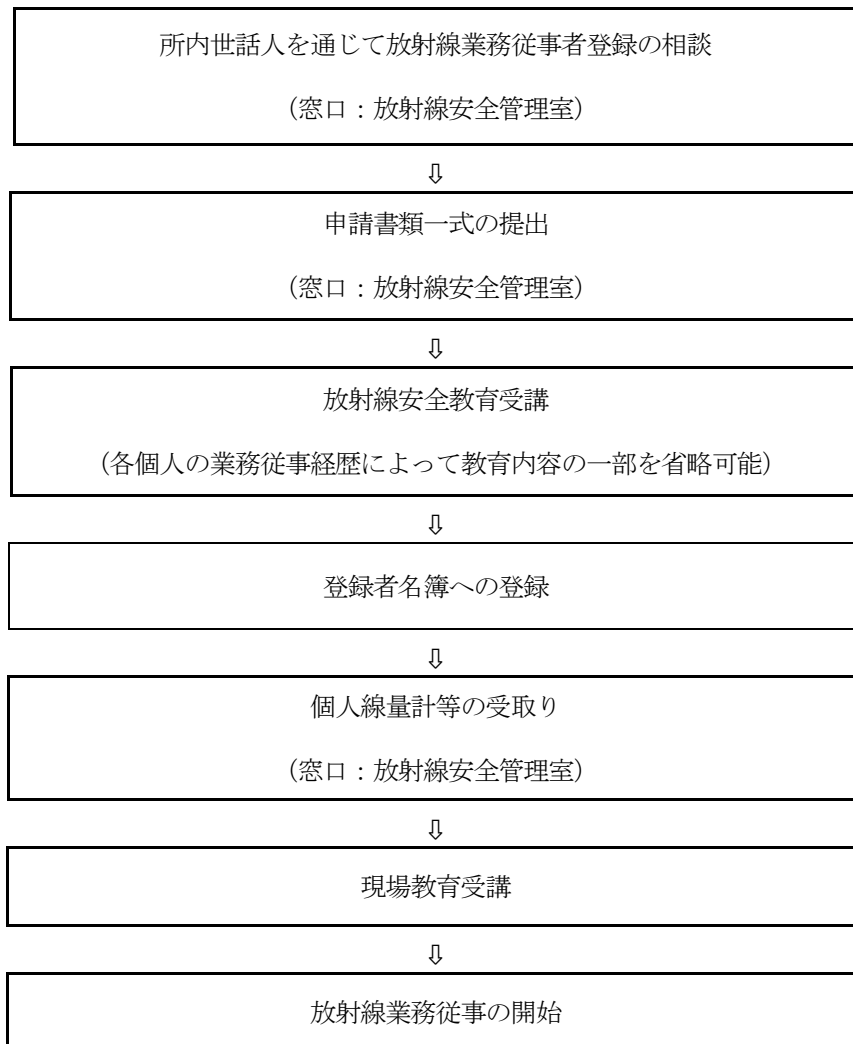 所内世話人を通じて放射線業務従事者登録の相談
（窓口：放射線安全管理室）
⇩
申請書類一式の提出
（窓口：放射線安全管理室）
⇩
放射線安全教育受講
（各個人の業務従事経歴によって教育内容の一部を省略可能）
⇩
登録者名簿への登録
⇩
個人線量計等の受取り
（窓口：放射線安全管理室）
⇩
現場教育受講
⇩
放射線業務従事の開始